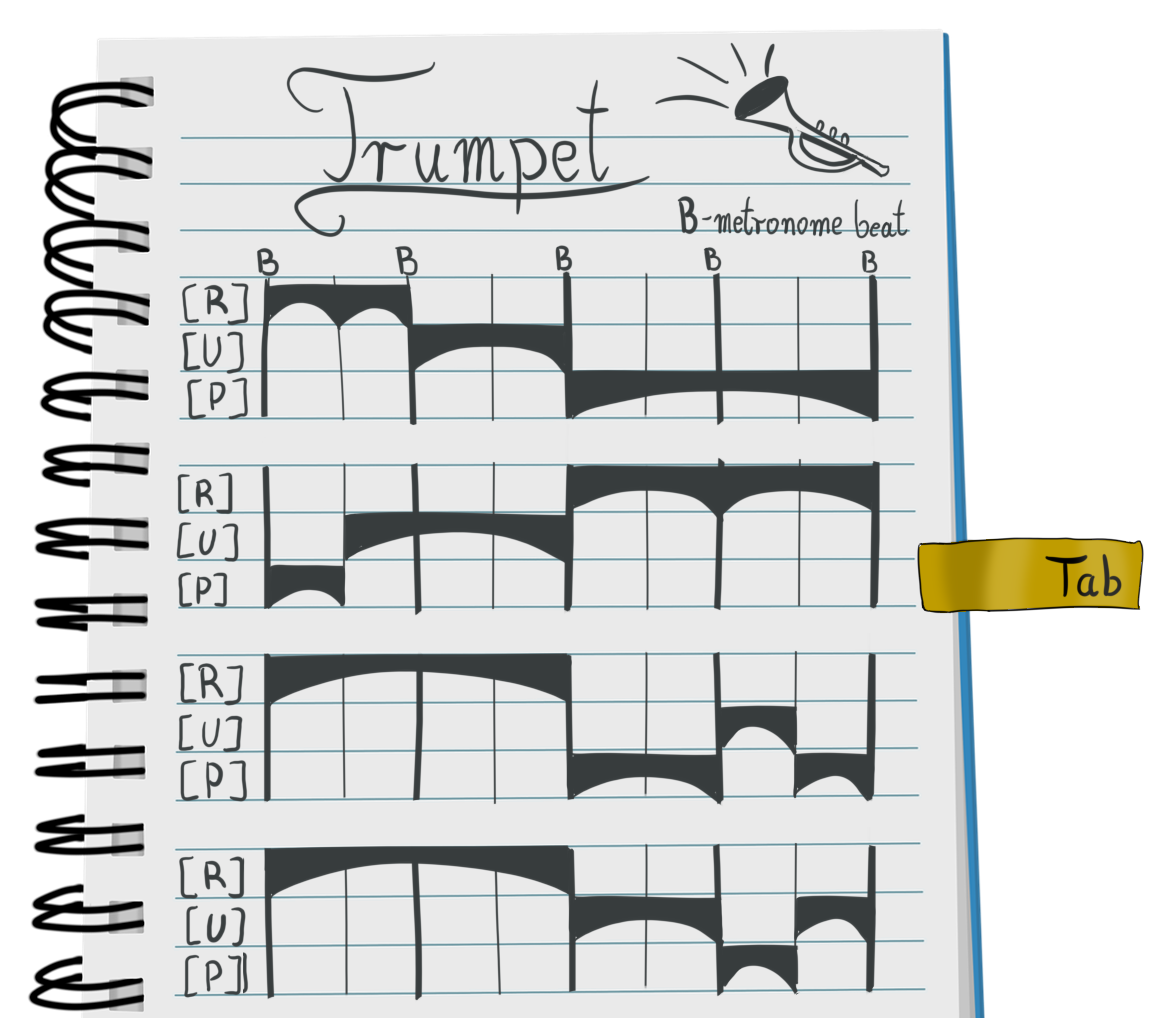 Trumpet
B-metronome beat
B B B B B
[R]
[U]
[P]
[R]
[U]
[P]
Tab
[R]
[U]
[P]
[R]
[U]
[P]